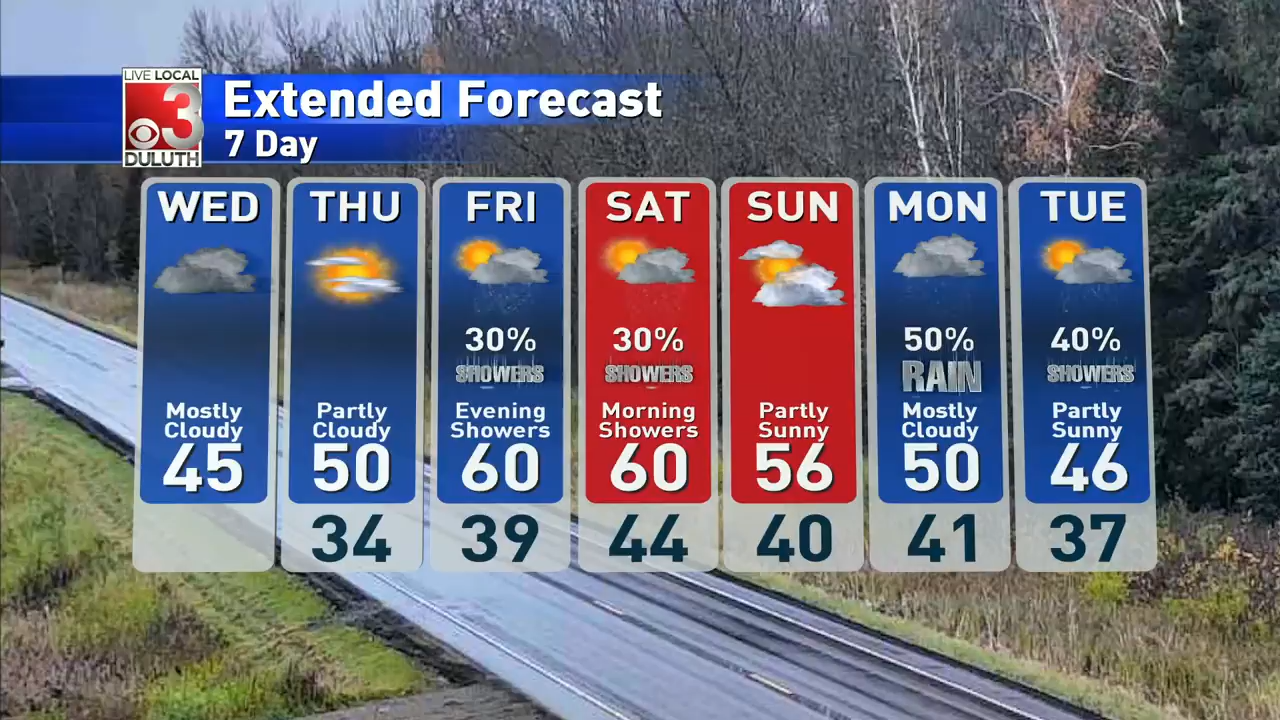 LIVE LOCAL
3
DULUTH
Extended Forecast
7 Day
WED
Mostly
Cloudy
45
THU
Partly
Cloudy
50
34
FRI
30%
SHOWERS
Evening
Showers
60
39
SAT
30%
SHOWERS
Morning
Showers
60
44
SUN
Partly
Sunny
56
40
MON
50%
RAIN
Mostly
Cloudy
50
41
TUE
40%
SHOWERS
Partly
Sunny
46
37